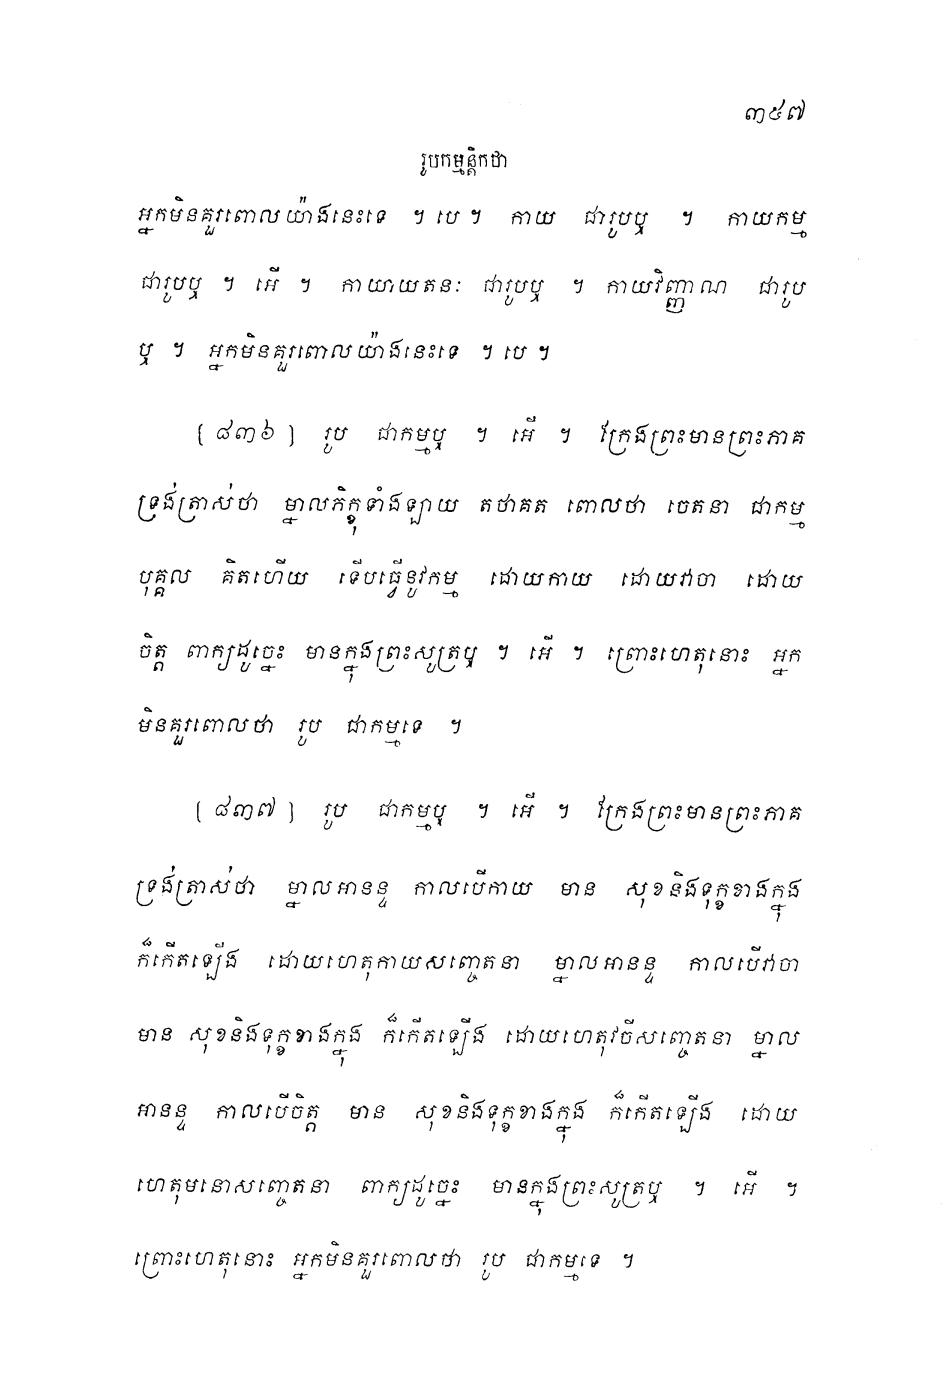 ៣៥៧
រូបកម្មន្តិកថា
អ្នកមិនគួរពោលយ៉ាងនេះទេ ។ បេ ។ កាយ ជារូបឬ ។ កាយកម្ម
ជារូបឬ ។ អើ ។ កាយាយតនៈ ជារូបឬ ។ កាយវិញ្ញាណ ជារូប
ឬ ។ អ្នកមិនគួរពោលយ៉ាងនេះទេ ។ បេ ។
(៨៣៦) រូប ជាកម្មឬ ។ អើ ។ ក្រែងព្រះមានព្រះភាគ
ទ្រង់ត្រាស់ថា ម្នាលភិក្ខុទាំងឡាយ តថាគត ពោលថា ចេតនា ជាកម្ម
បុគ្គល គិតហើយ ទើបធ្វើនូវកម្ម ដោយកាយ ដោយវាចា ដោយ
ចិត្ត ពាក្យដូច្នេះ មានក្នុងព្រះសូត្រឬ ។ អើ ។ ព្រោះហេតុនោះ អ្នក
មិនគួរពោលថា រូប ជាកម្មទេ ។
(៨៣៧) រូប ជាកម្មឬ ។ អើ ។ ក្រែងព្រះមានព្រះភាគ
ទ្រង់ត្រាស់ថា ម្នាលអានន្ទ កាលបើកាយ មាន សុខនិងទុក្ខខាងក្នុង
ក៏កើតឡើង ដោយហេតុកាយសញ្ចេតនា ម្នាលអានន្ទ កាលបើវាចា
មាន សុខនិងទុក្ខខាងក្នុង ក៏កើតឡើង ដោយហេតុវចីសញ្ចេតនា ម្នាល
អានន្ទ កាលបើចិត្ត មាន សុខនិងទុក្ខខាងក្នុង ក៏កើតឡើង ដោយ
ហេតុមនោសញ្ចេតនា ពាក្យដូច្នេះ មានក្នុងព្រះសូត្រឬ ។ អើ ។
ព្រោះហេតុនោះ អ្នកមិនគួរពោលថា រូប ជាកម្មទេ ។